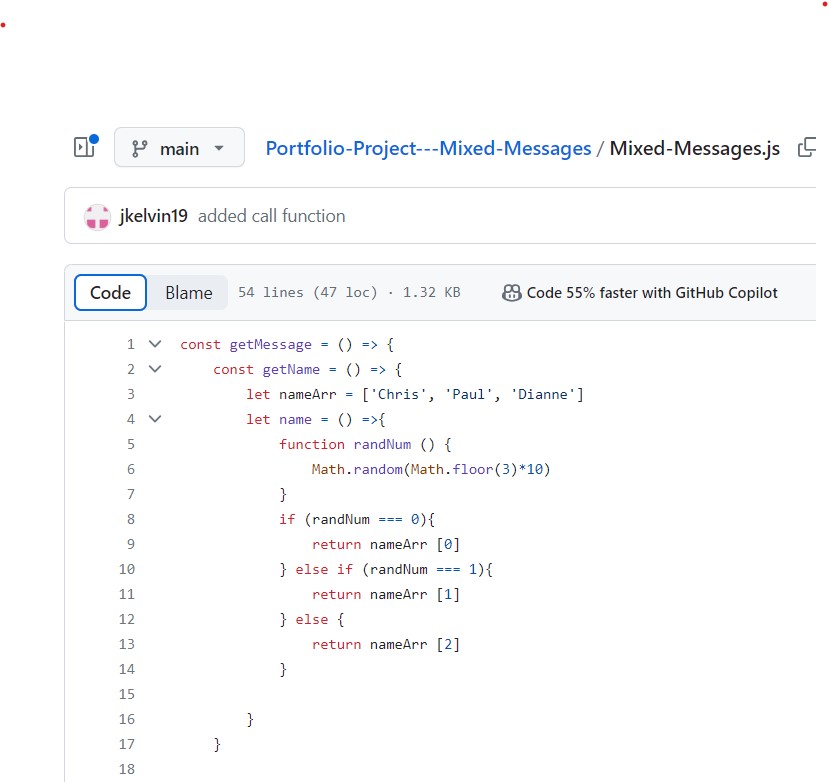 main
Portfolio-Project---Mixed-Messages / Mixed-Messages.js
jkelvin19 added call function
Code Blame 54 lines (47 loc) · 1.32 KB Code 55% faster with GitHub Copilot
1 const getMessage = () => {
2 const getName = () => {
3 let nameArr = ['Chris', 'Paul', 'Dianne']
4 let name = () =>{
5 function randNum () {
6 Math.random(Math.floor(3)*10)
7 }
8 if (randNum === 0){
9 return nameArr [0]
10 } else if (randNum === 1){
11 return nameArr [1]
12 } else {
13 return nameArr [2]
14 }
15
16 }
17 }
18